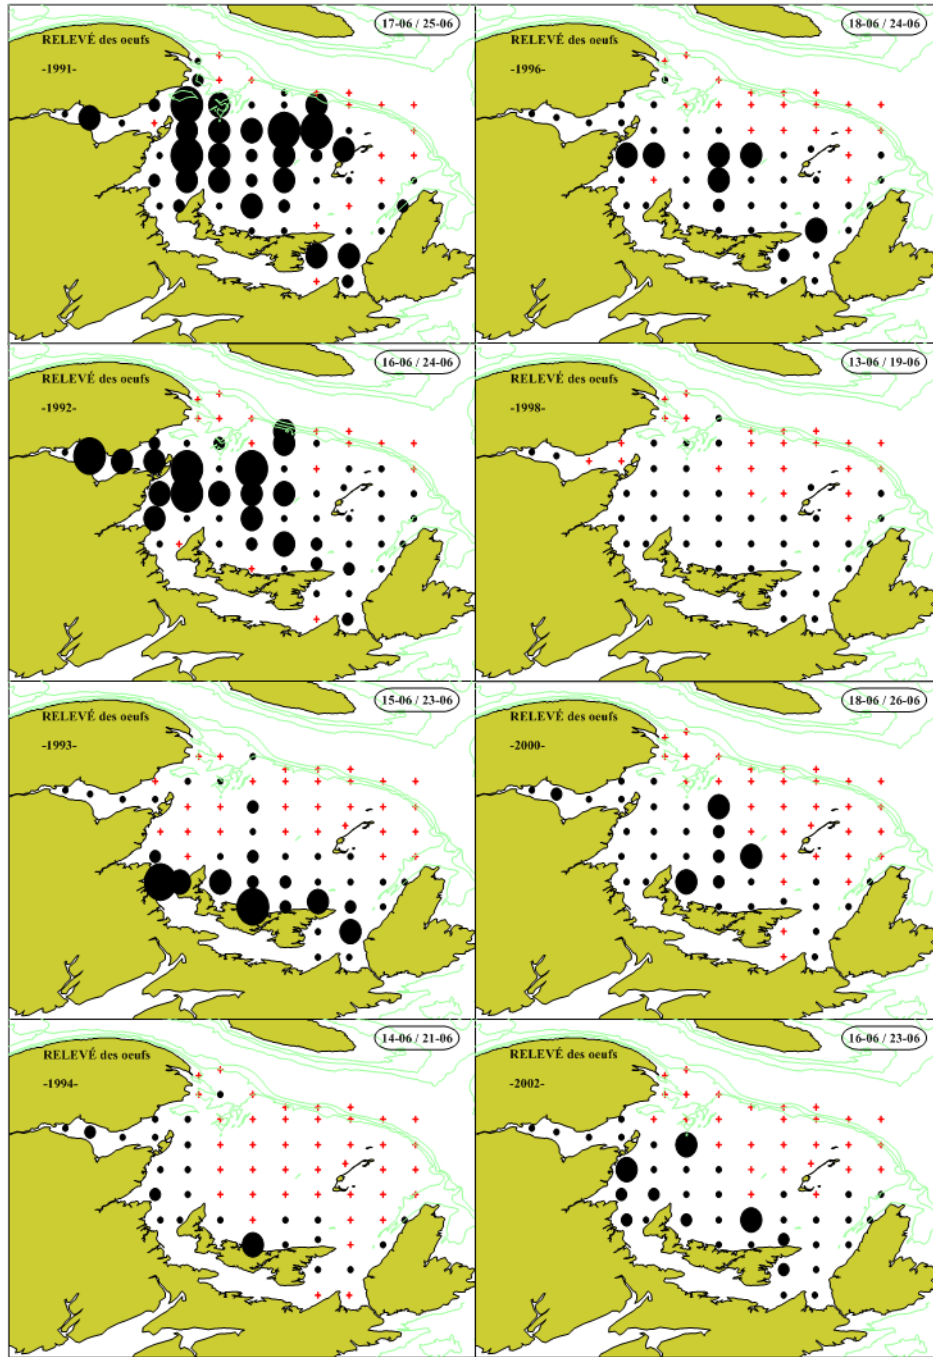 17-06 / 25-06
RELEVÉ des oeufs
-1991-
18-06 / 24-06
RELEVÉ des oeufs
-1996-
16-06 / 24-06
RELEVÉ des oeufs
-1992-
13-06 / 19-06
RELEVÉ des oeufs
-1998-
15-06 / 23-06
RELEVÉ des oeufs
-1993-
18-06 / 26-06
RELEVÉ des oeufs
-2000-
14-06 / 21-06
RELEVÉ des oeufs
-1994-
16-06 / 23-06
RELEVÉ des oeufs
-2002-